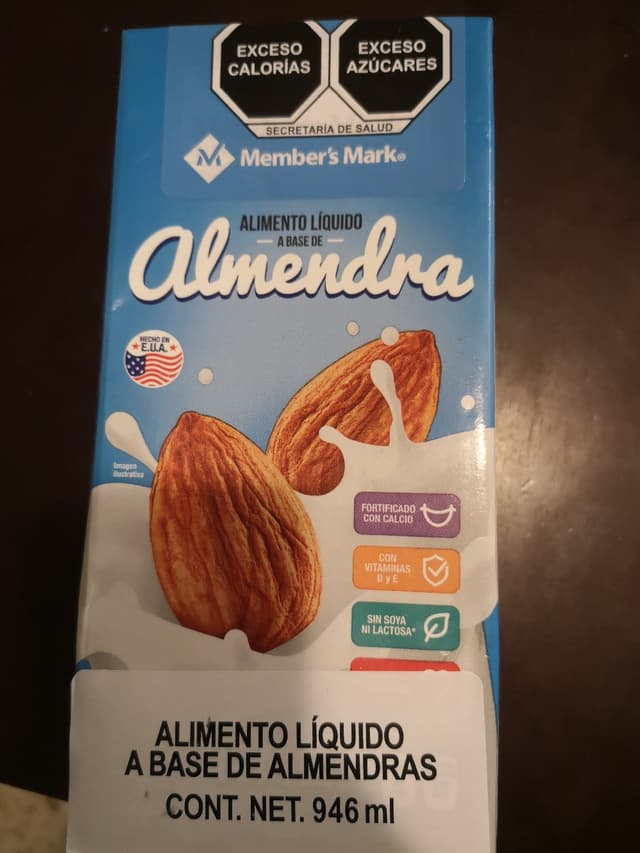 EXCESO
CALORÍAS
EXCESO
AZÚCARES
SECRETARÍA DE SALUD
Member's Mark®
ALIMENTO LÍQUIDO
A BASE DE
Almendra
HECHO EN
E.U.A.
Imagen
ilustrativa
FORTIFICADO
CON CALCIO
CON
VITAMINAS
D y E
SIN SOYA
NI LACTOSA*
ALIMENTO LÍQUIDO
A BASE DE ALMENDRAS
CONT. NET. 946 ml